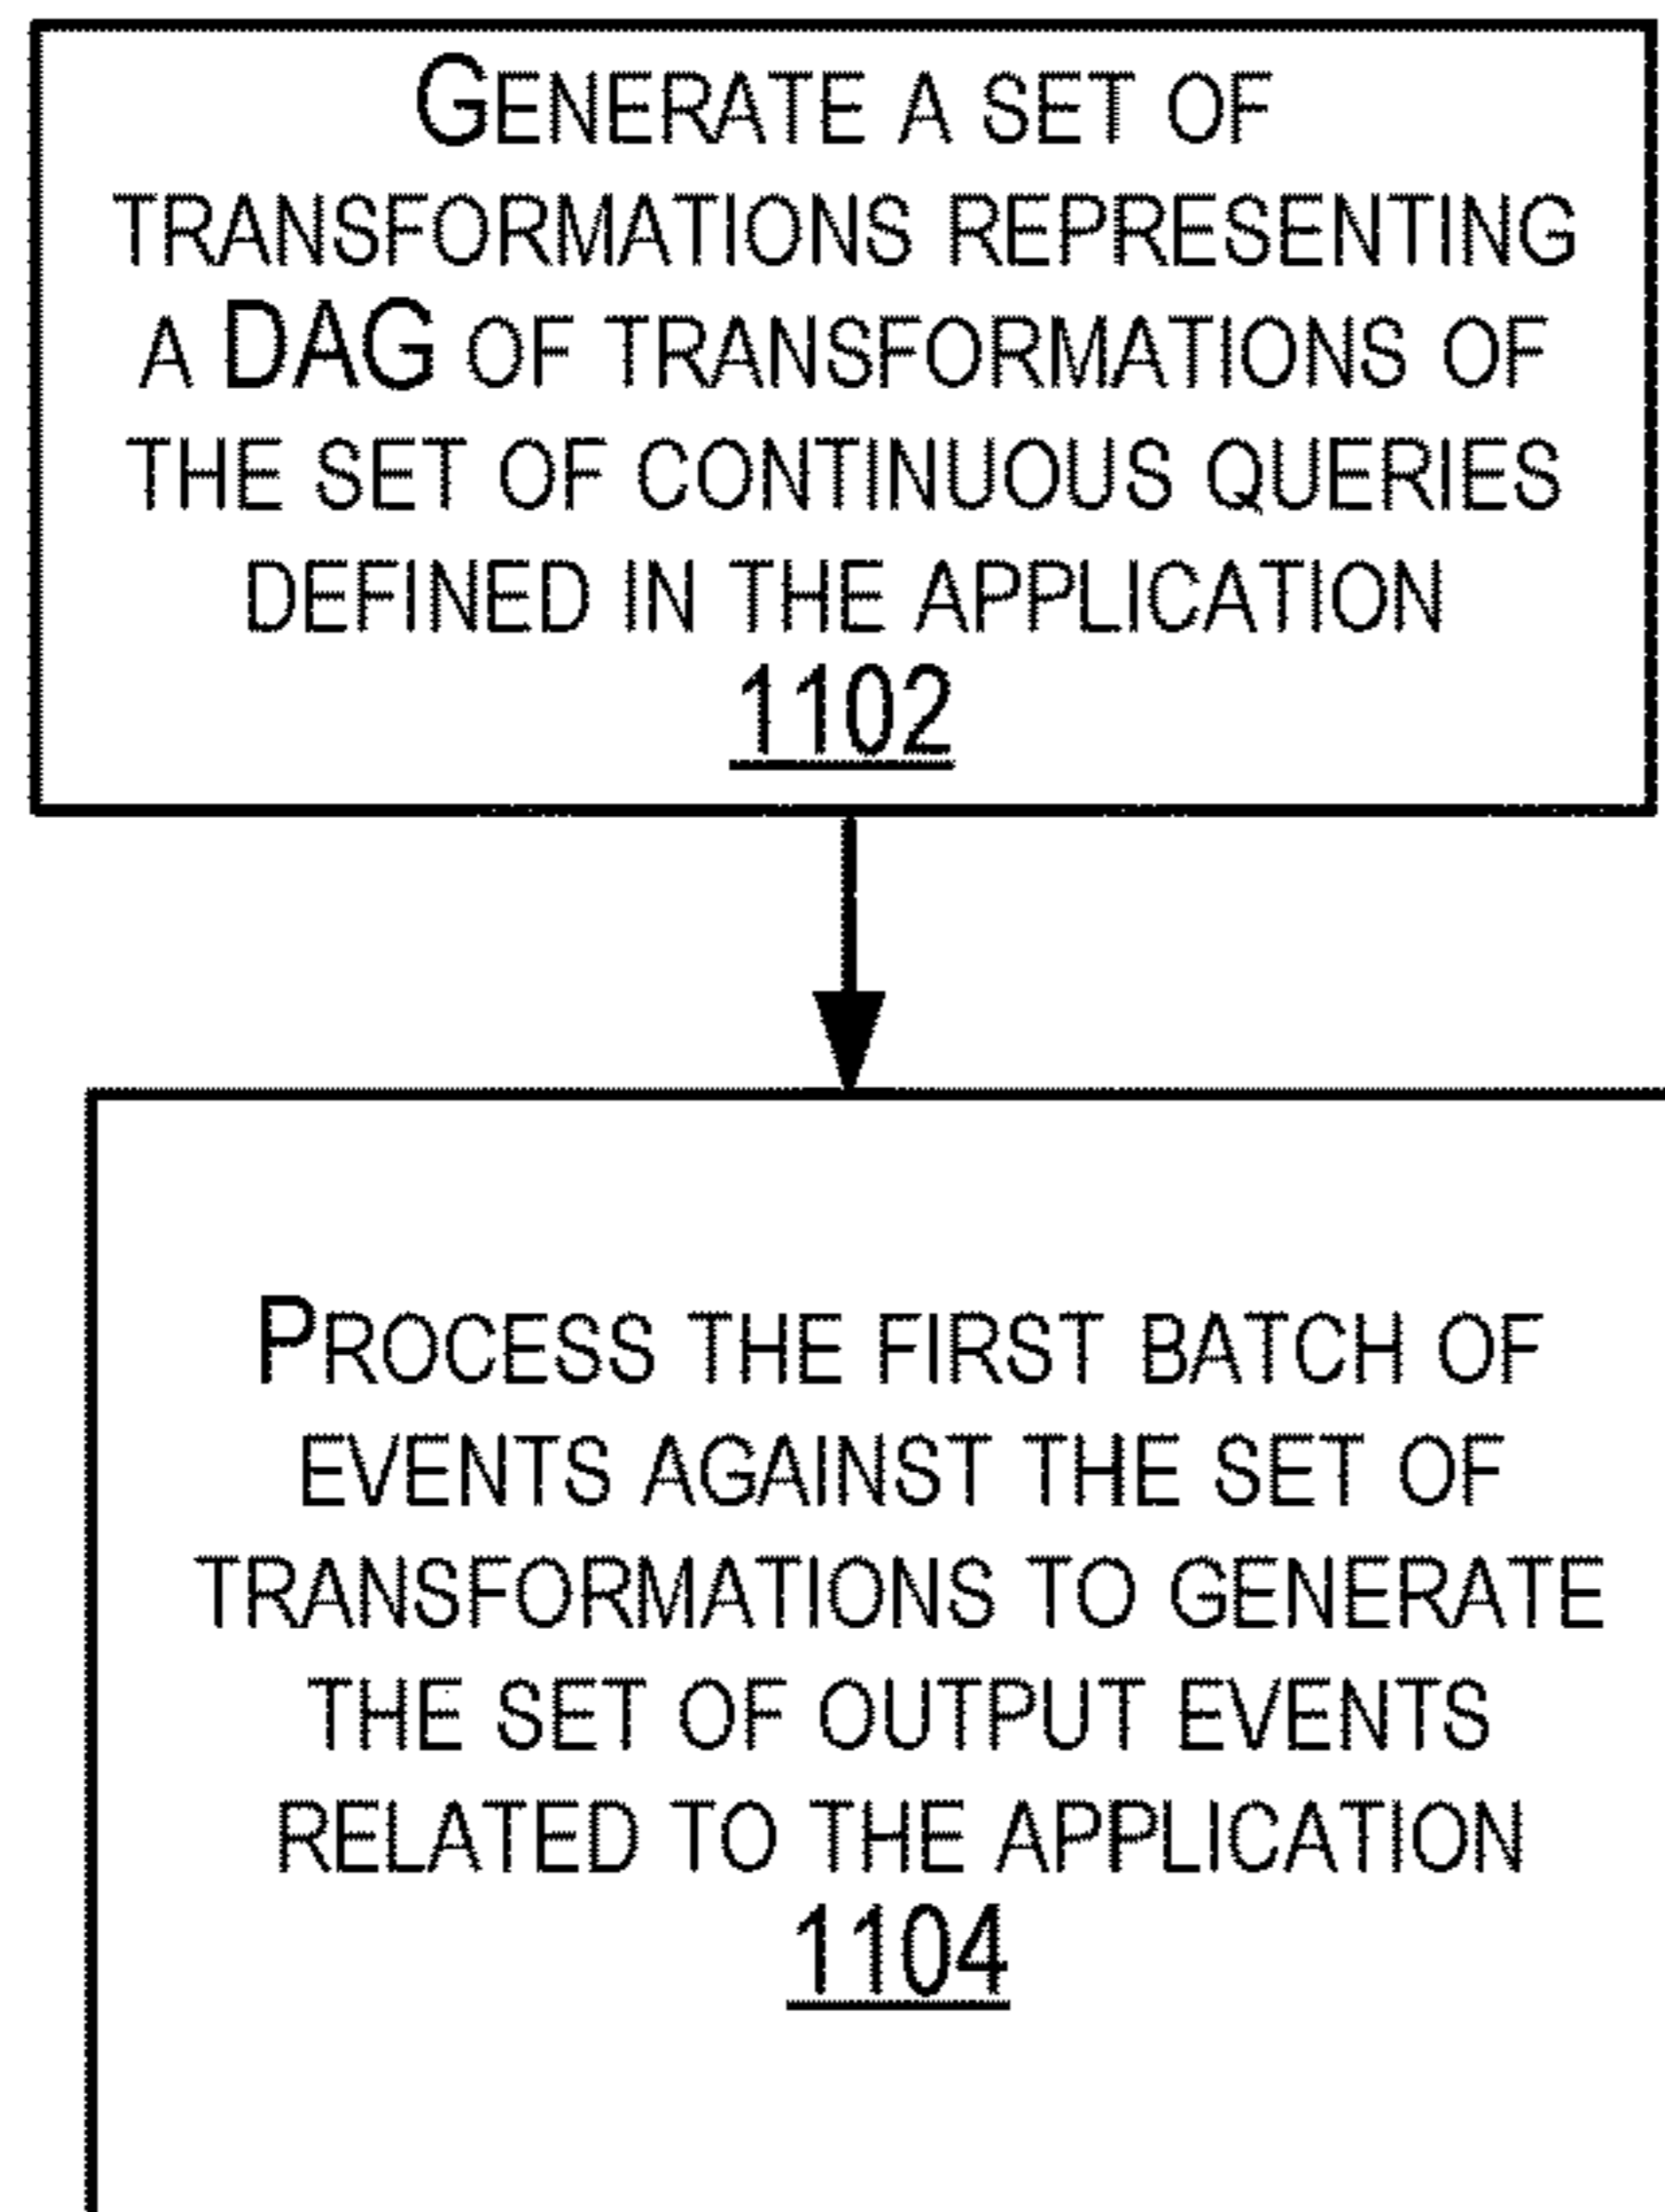 GENERATE A SET OF
TRANSFORMATIONS REPRESENTING
A DAG OF TRANSFORMATIONS OF
THE SET OF CONTINUOUS QUERIES
DEFINED IN THE APPLICATION
1102
PROCESS THE FIRST BATCH OF
EVENTS AGAINST THE SET OF
TRANSFORMATIONS TO GENERATE
THE SET OF OUTPUT EVENTS
RELATED TO THE APPLICATION
1104